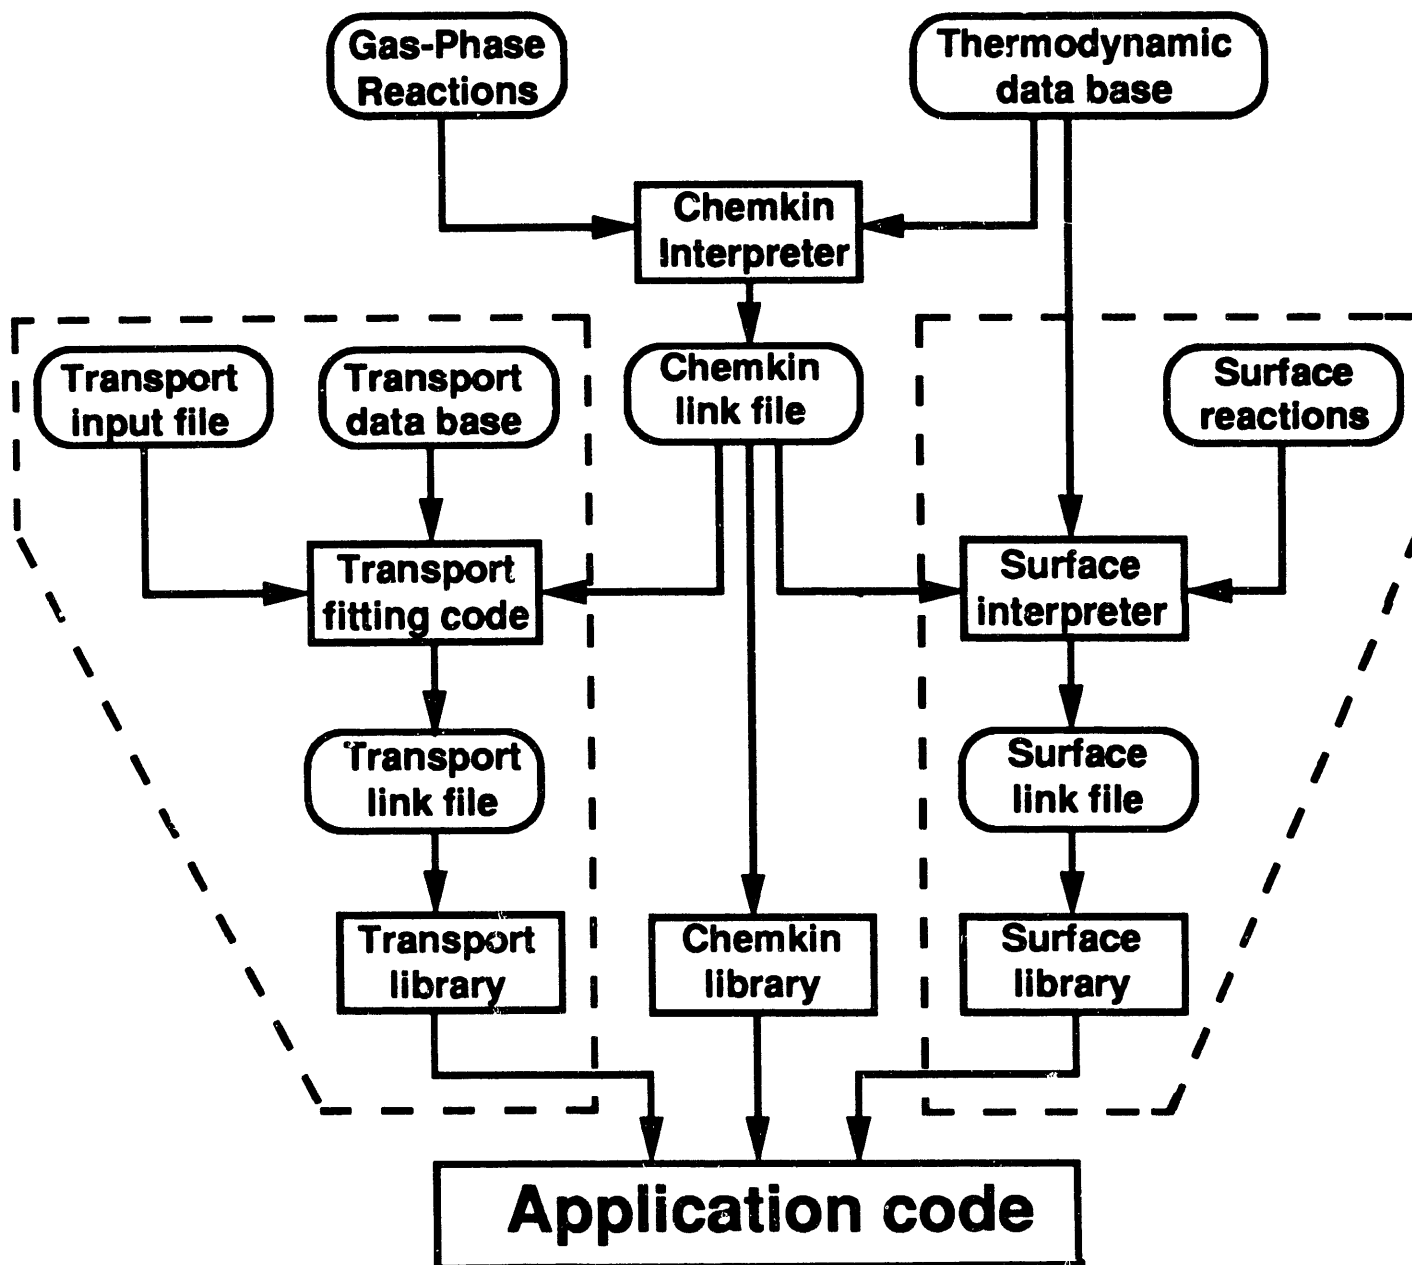 Gas-Phase
Reactions
Thermodynamic
data base
Chemkin
Interpreter
Transport
input file
Transport
data base
Chemkin
link file
Surface
reactions
Transport
fitting code
Surface
interpreter
Transport
link file
Surface
link file
Transport
library
Chemkin
library
Surface
library
Application code